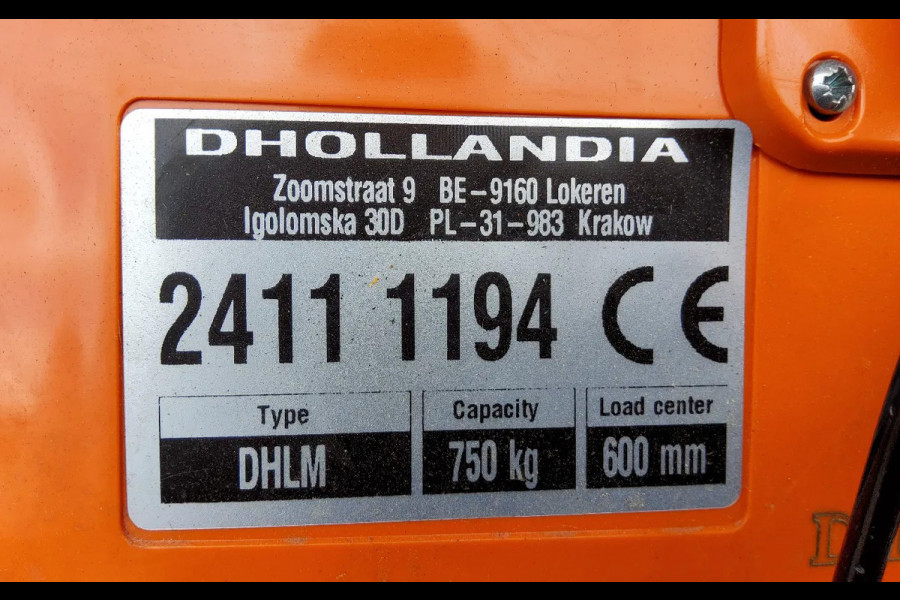 DHOLLANDIA
Zoomstraat 9 BE-9160 Lokeren
Igolomska 30D PL-31-983 Krakow
2411 1194 CE
Type Capacity Load center
DHLM 750 kg 600 mm